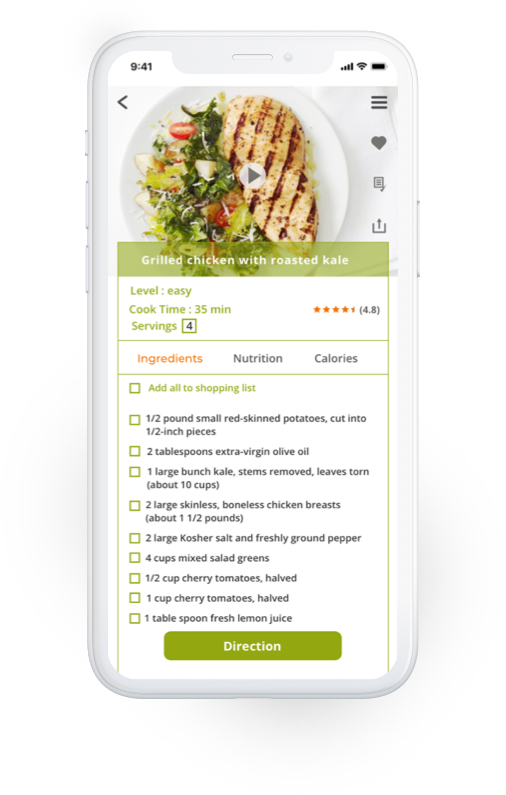 9:41
Grilled chicken with roasted kale
Level : easy
Cook Time : 35 min
(4.8)
Servings 4
Ingredients Nutrition Calories
Add all to shopping list
1/2 pound small red-skinned potatoes, cut into
1/2-inch pieces
2 tablespoons extra-virgin olive oil
1 large bunch kale, stems removed, leaves torn
(about 10 cups)
2 large skinless, boneless chicken breasts
(about 1 1/2 pounds)
2 large Kosher salt and freshly ground pepper
4 cups mixed salad greens
1/2 cup cherry tomatoes, halved
1 cup cherry tomatoes, halved
1 table spoon fresh lemon juice
Direction